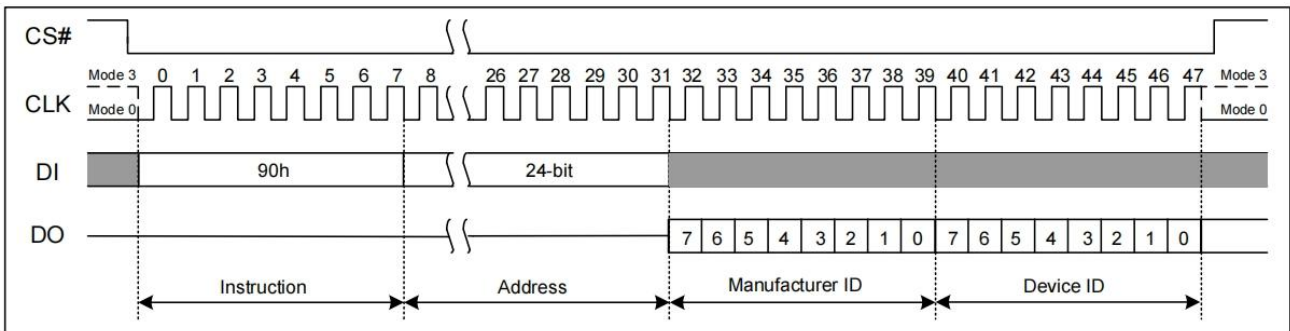 CS#
Mode 3 0 1 2 3 4 5 6 7 8 26 27 28 29 30 31 32 33 34 35 36 37 38 39 40 41 42 43 44 45 46 47 Mode 3
CLK
Mode 0 Mode 0
DI 90h 24-bit
DO 7 6 5 4 3 2 1 0 7 6 5 4 3 2 1 0
Instruction Address Manufacturer ID Device ID